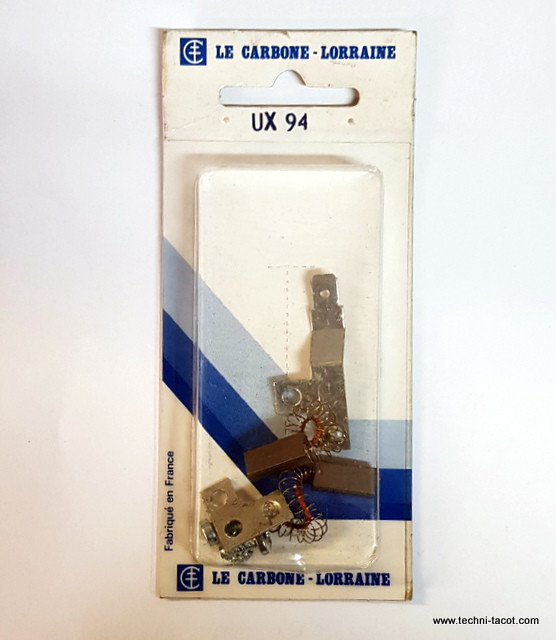 LE CARBONE - LORRAINE
UX 94
Fabriqué en France
LE CARBONE - LORRAINE
www.techni-tacot.com